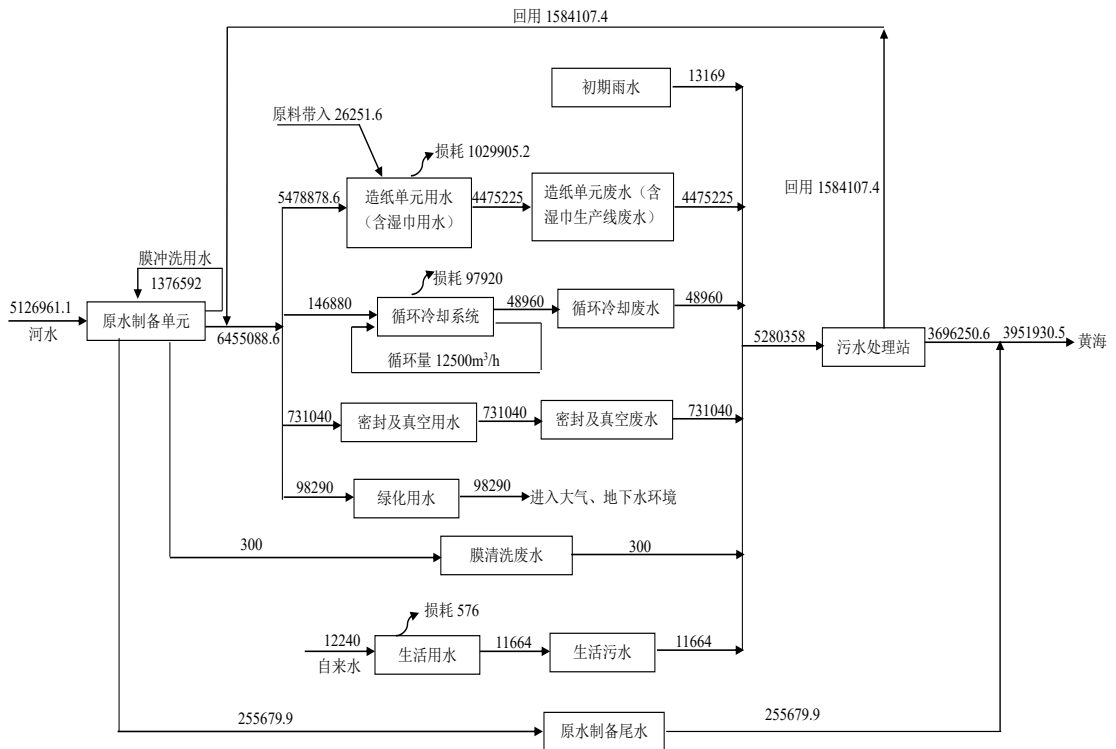 回用 1584107.4
初期雨水
13169
原料带入 26251.6
损耗 1029905.2
5478878.6
造纸单元用水
（含湿巾用水）
4475225
造纸单元废水（含
湿巾生产线废水）
4475225
回用 1584107.4
膜冲洗用水
1376592
5126961.1
河水
原水制备单元
6455088.6
损耗 97920
146880
循环冷却系统
48960
循环冷却废水
48960
循环量 12500m³/h
5280358
污水处理站
3696250.6
3951930.5
黄海
731040
密封及真空用水
731040
密封及真空废水
731040
98290
绿化用水
98290
进入大气、地下水环境
300
膜清洗废水
300
损耗 576
12240
自来水
生活用水
11664
生活污水
11664
255679.9
原水制备尾水
255679.9